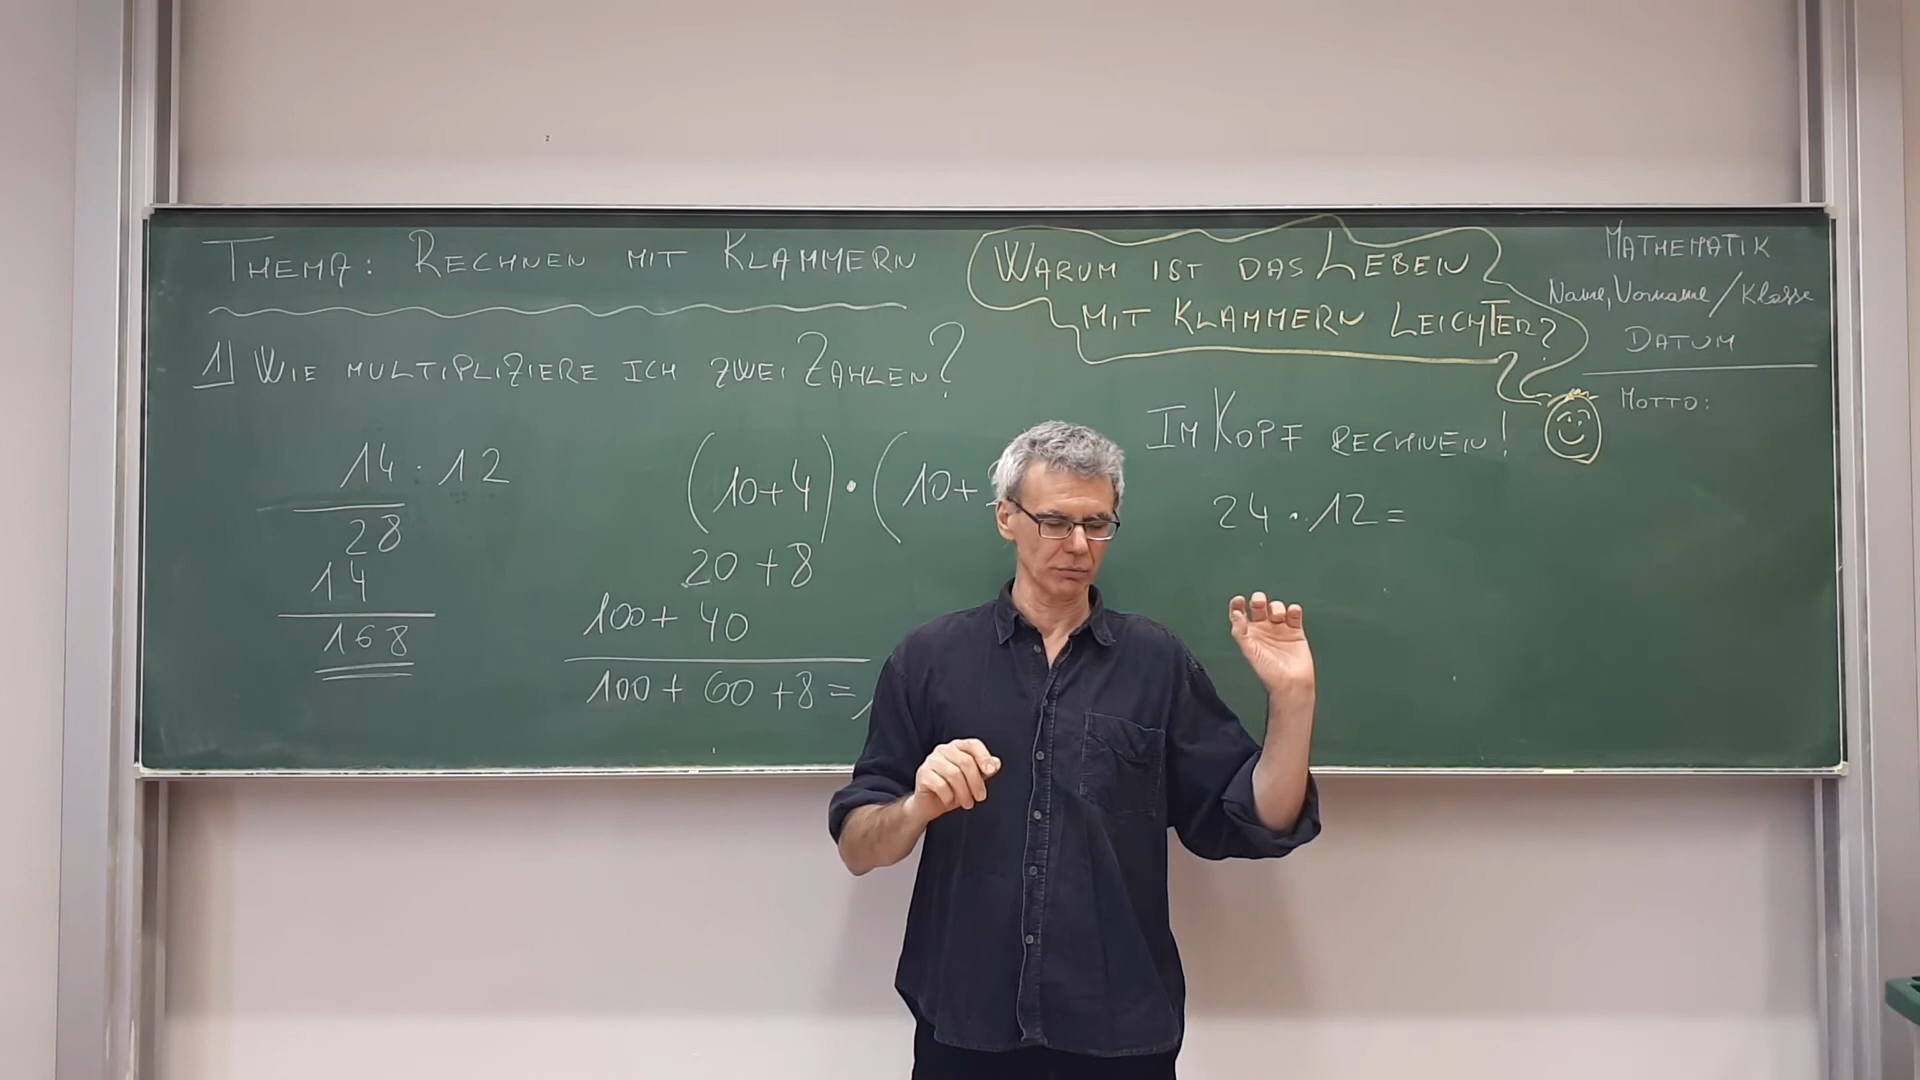 THEMA: RECHNEN MIT KLAMMERN
1) WIE MULTIPLIZIERE ICH ZWEI ZAHLEN?
14 · 12
28
14
168
(10+4) · (10+
20 + 8
100 + 40
100 + 60 + 8 =
WARUM IST DAS LEBEN
MIT KLAMMERN LEICHTER?
IM KOPF RECHNEN!
24 · 12 =
MATHEMATIK
Name, Vorname / Klasse
DATUM
MOTTO: